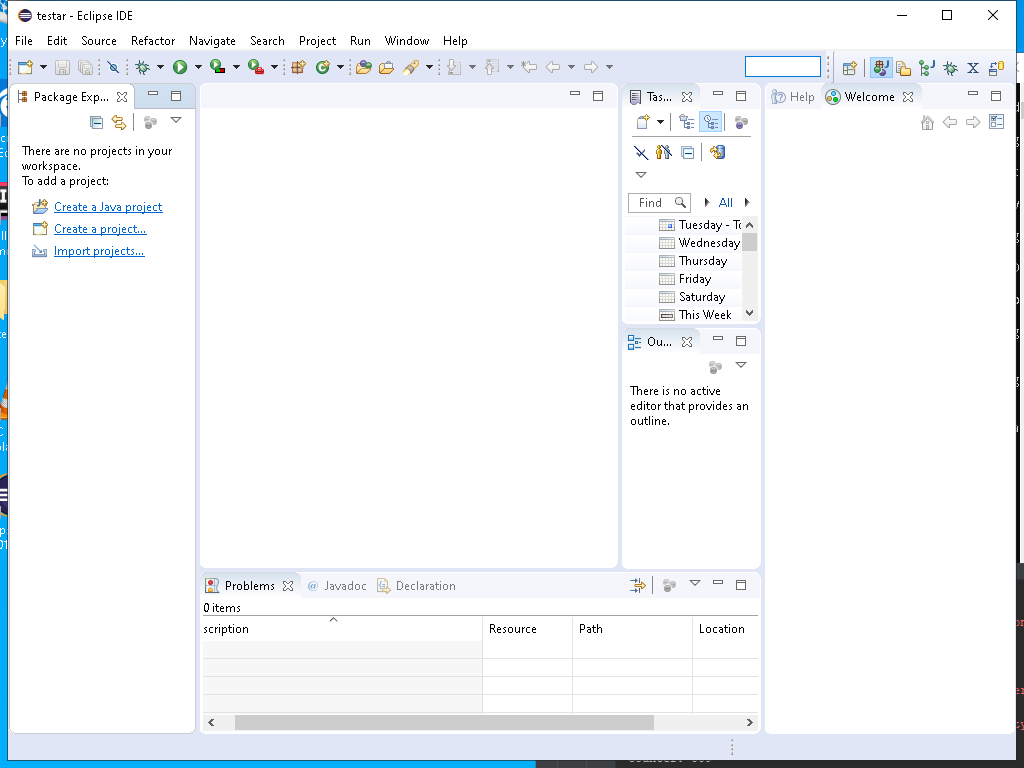 testar - Eclipse IDE
File Edit Source Refactor Navigate Search Project Run Window Help
Package Exp...
There are no projects in your
workspace.
To add a project:
Create a Java project
Create a project...
Import projects...
Tas...
Find
All
Tuesday - To
Wednesday
Thursday
Friday
Saturday
This Week
Ou...
There is no active
editor that provides an
outline.
Help Welcome
Problems @ Javadoc Declaration
0 items
scription Resource Path Location